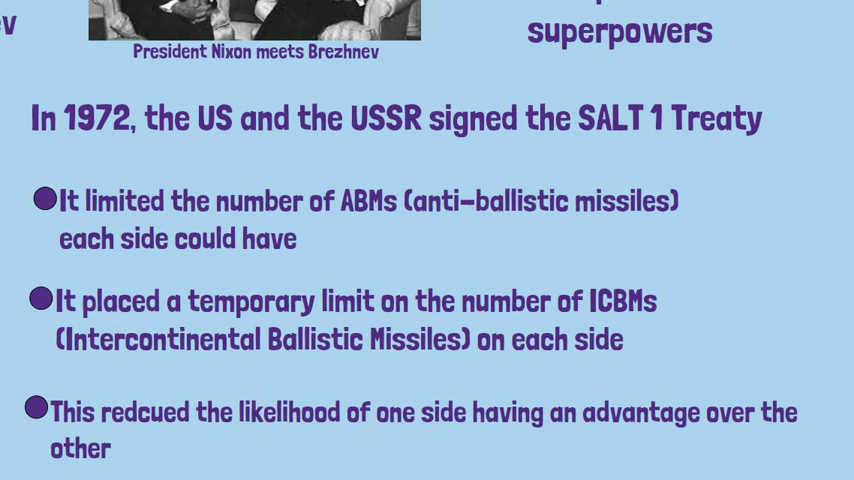 ev
President Nixon meets Brezhnev
superpowers
In 1972, the US and the USSR signed the SALT 1 Treaty
It limited the number of ABMs (anti-ballistic missiles)
each side could have
It placed a temporary limit on the number of ICBMs
(Intercontinental Ballistic Missiles) on each side
This redcued the likelihood of one side having an advantage over the
other